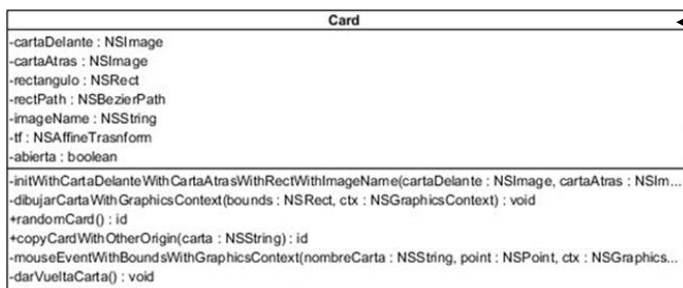 Card
-cartaDelante : NSImage
-cartaAtras : NSImage
-rectangulo : NSRect
-rectPath : NSBezierPath
-imageName : NSString
-tf : NSAffineTrasnform
-abierta : boolean
-initWithCartaDelanteWithCartaAtrasWithRectWithImageName(cartaDelante : NSImage, cartaAtras : NSIm...
-dibujarCartaWithGraphicsContext(bounds : NSRect, ctx : NSGraphicsContext) : void
+randomCard() : id
+copyCardWithOtherOrigin(carta : NSString) : id
-mouseEventWithBoundsWithGraphicsContext(nombreCarta : NSString, point : NSPoint, ctx : NSGraphics...
-darVueltaCarta() : void